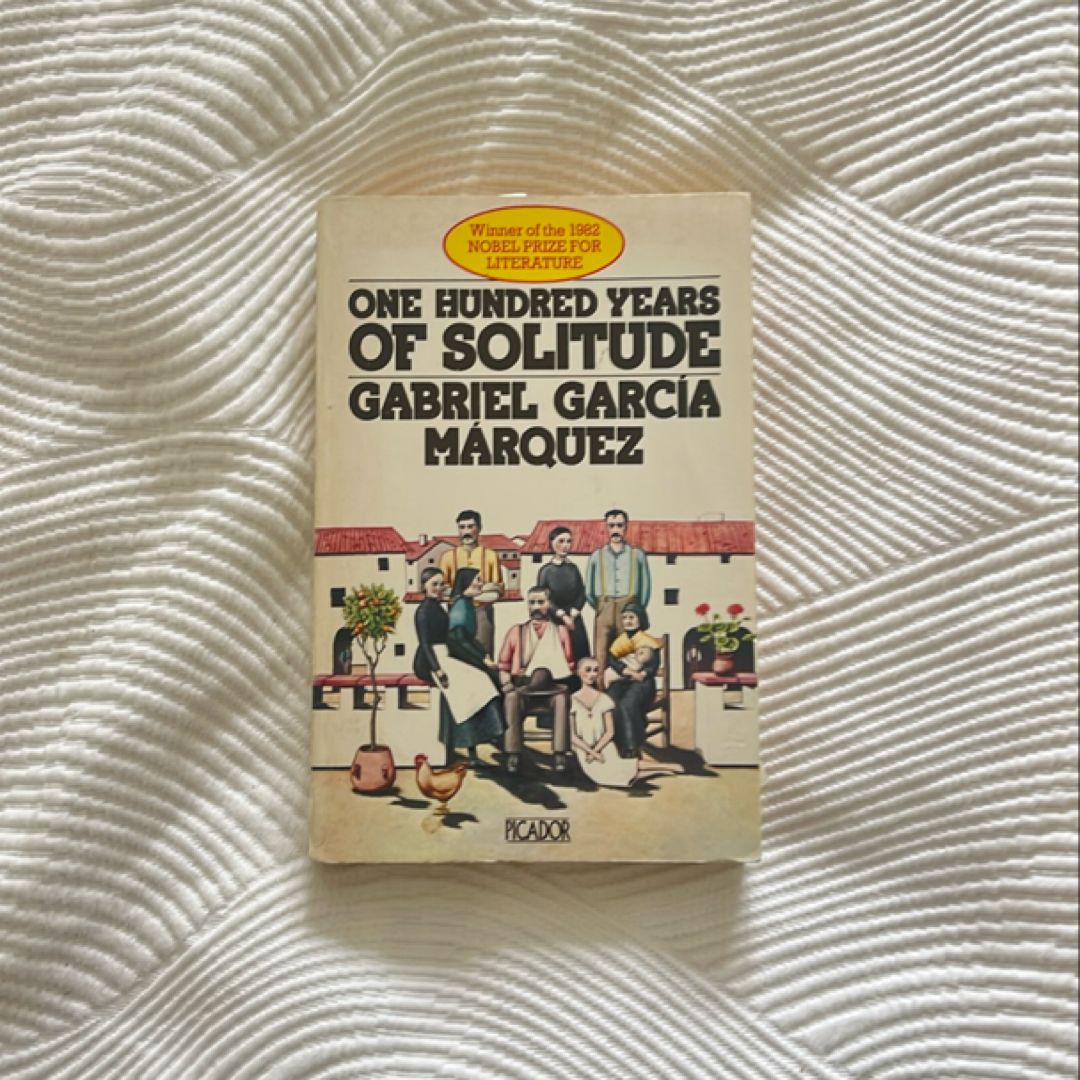 Winner of the 1982
NOBEL PRIZE FOR
LITERATURE
ONE HUNDRED YEARS
OF SOLITUDE
GABRIEL GARCÍA
MÁRQUEZ
PICADOR